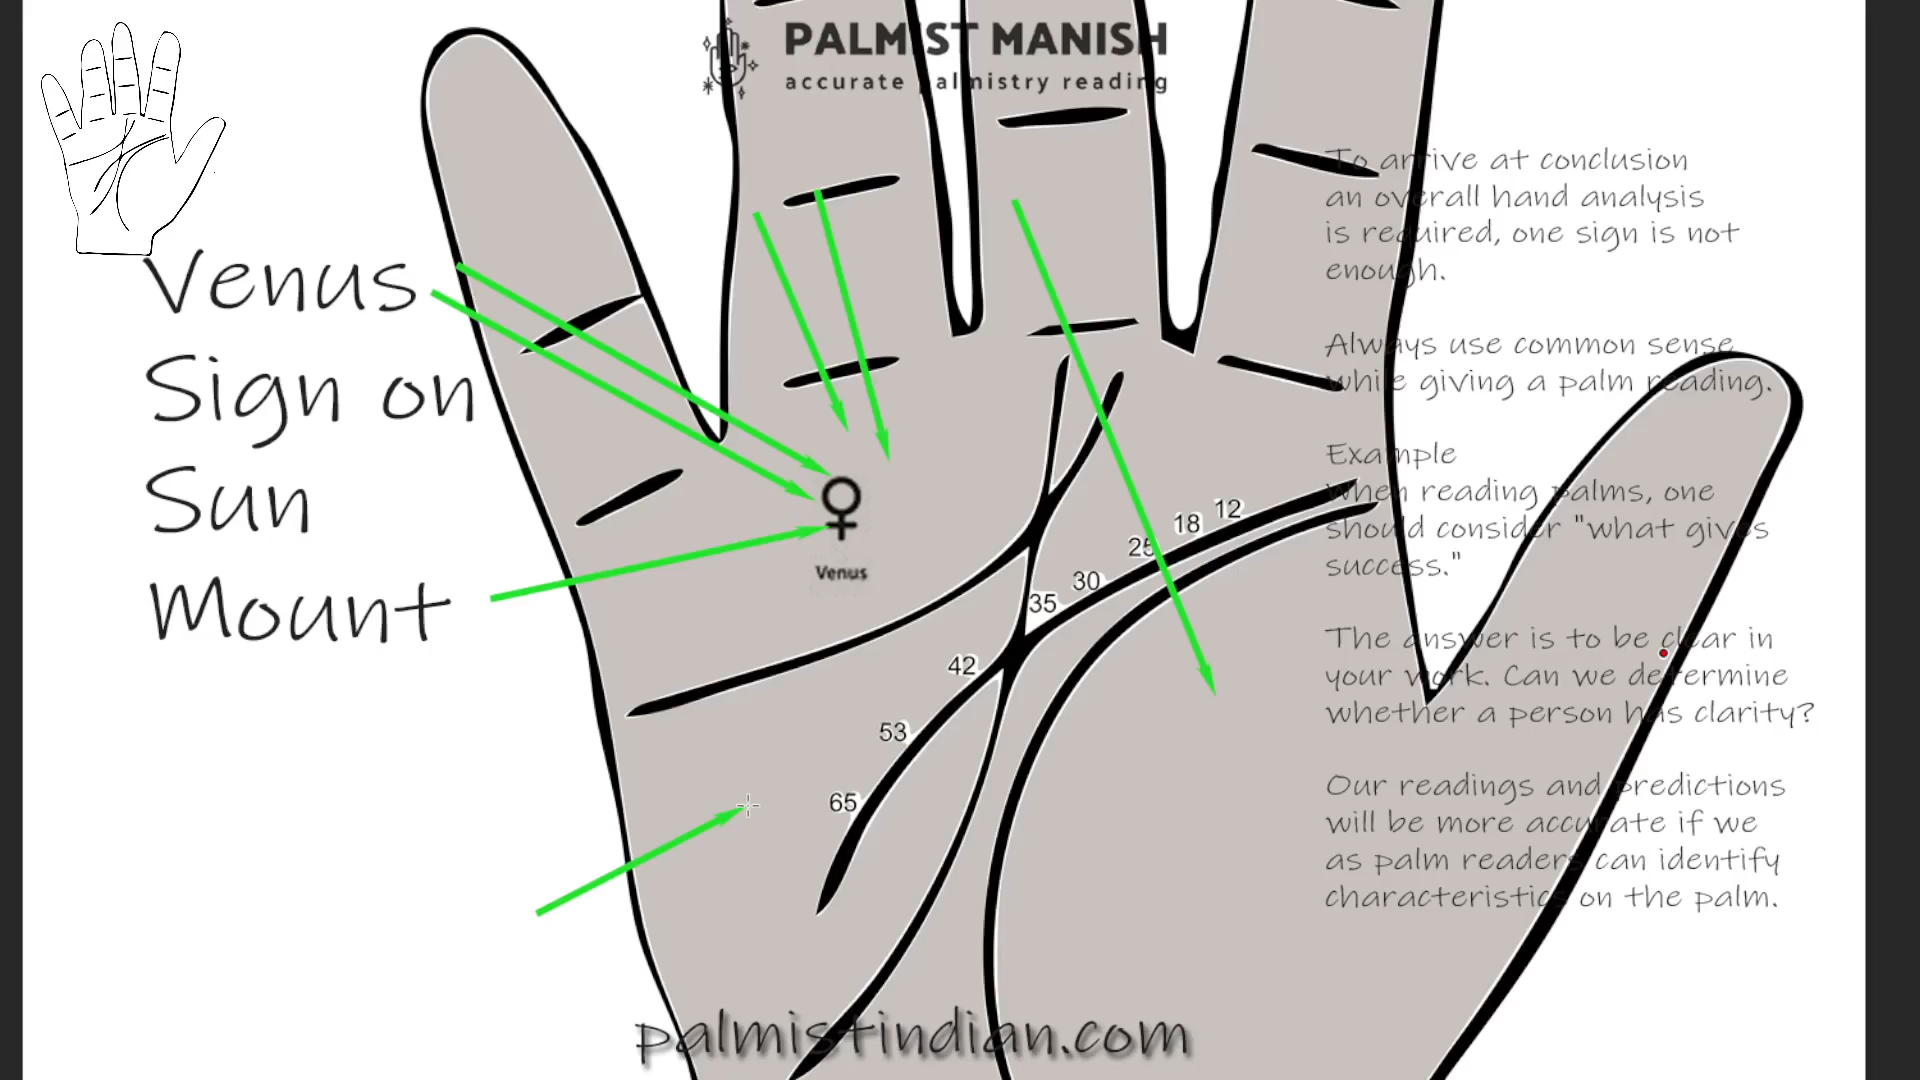 PALMIST MANISH
accurate palmistry reading
Venus
Sign on
Sun
Mount
Venus
12
18
25
30
35
42
53
65
To arrive at conclusion
an overall hand analysis
is required, one sign is not
enough.
Always use common sense
while giving a palm reading.
Example
When reading palms, one
should consider "what gives
success."
The answer is to be clear in
your work. Can we determine
whether a person has clarity?
Our readings and predictions
will be more accurate if we
as palm readers can identify
characteristics on the palm.
palmistindian.com